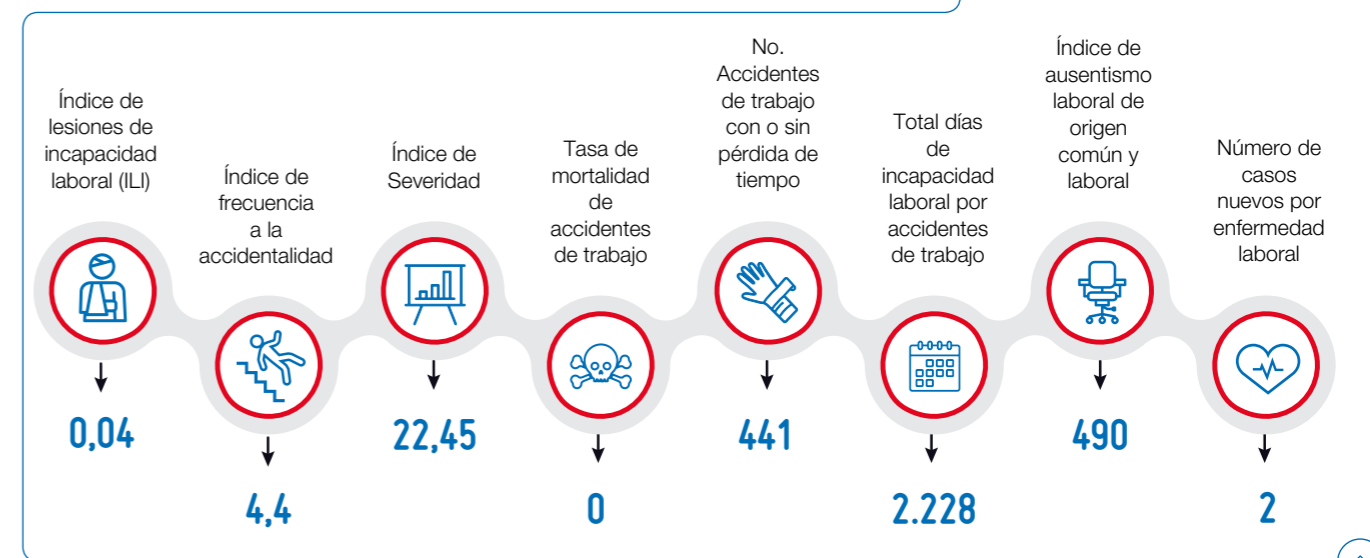 Índice de
lesiones de
incapacidad
laboral (ILI)
0,04
Índice de
frecuencia
a la
accidentalidad
4,4
Índice de
Severidad
22,45
Tasa de
mortalidad
de
accidentes
de trabajo
0
No.
Accidentes
de trabajo
con o sin
pérdida de
tiempo
441
Total días
de
incapacidad
laboral por
accidentes
de trabajo
2.228
Índice de
ausentismo
laboral de
origen
común y
laboral
490
Número de
casos
nuevos por
enfermedad
laboral
2